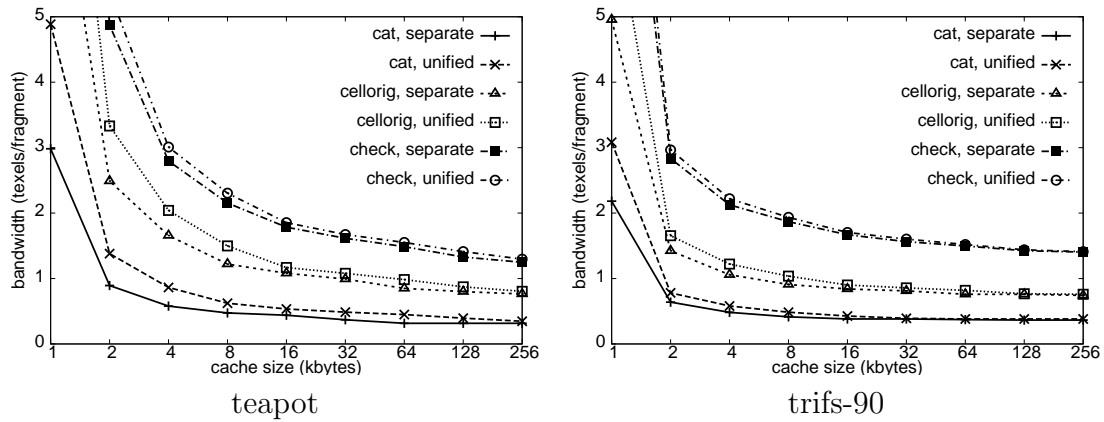 bandwidth (texels/fragment)
5
4
3
2
1
0
1 2 4 8 16 32 64 128 256
cache size (kbytes)
cat, separate
cat, unified
cellorig, separate
cellorig, unified
check, separate
check, unified
teapot
bandwidth (texels/fragment)
5
4
3
2
1
0
1 2 4 8 16 32 64 128 256
cache size (kbytes)
cat, separate
cat, unified
cellorig, separate
cellorig, unified
check, separate
check, unified
trifs-90